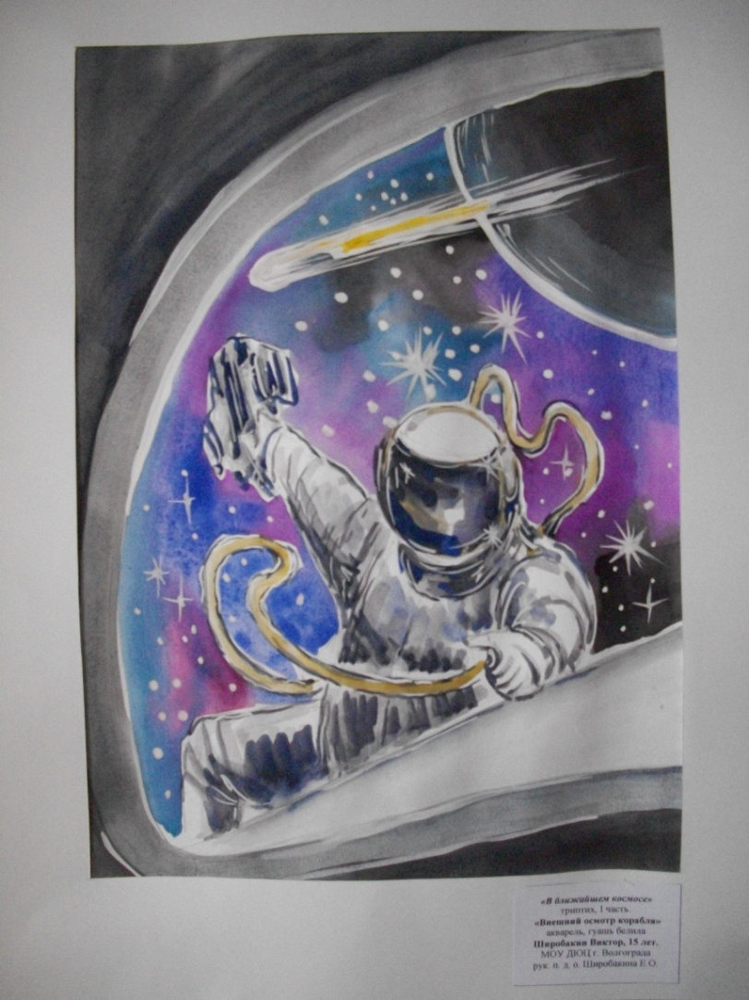 «В ближайшем космосе»
триптих, I часть
«Внешний осмотр корабля»
акварель, гуашь белила
Широбакин Виктор, 15 лет,
МОУ ДЮЦ г. Волгограда
рук. п. д. о. Широбакина Е.О.